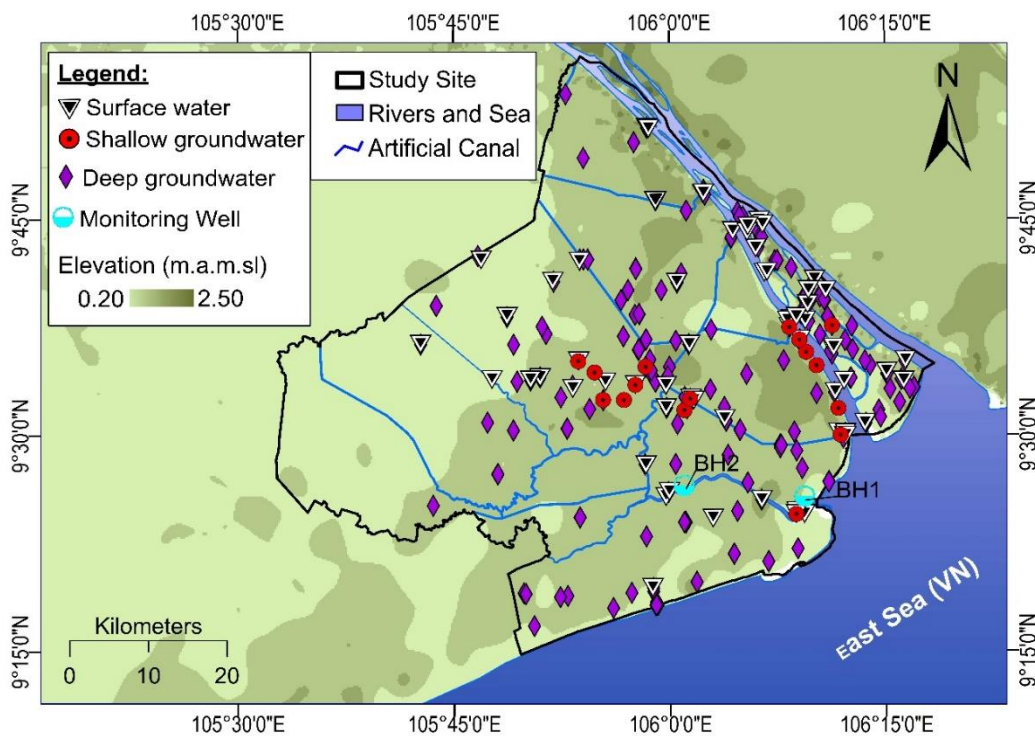 105°30'0"E 105°45'0"E 106°0'0"E 106°15'0"E
Legend:
Surface water
Shallow groundwater
Deep groundwater
Monitoring Well
Elevation (m.a.m.sl)
0.20 2.50
Study Site
Rivers and Sea
Artificial Canal
N
9°45'0"N 9°45'0"N
9°30'0"N 9°30'0"N
BH2
BH1
East Sea (VN)
Kilometers
0 10 20
9°15'0"N 9°15'0"N
105°30'0"E 105°45'0"E 106°0'0"E 106°15'0"E